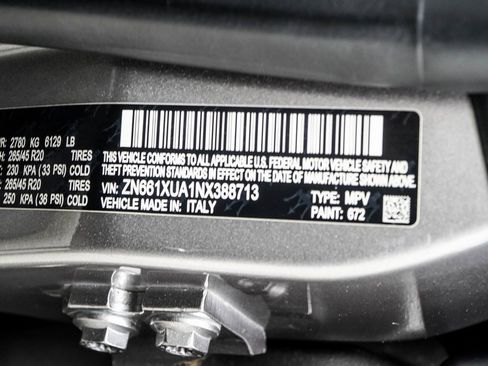 R: 2780 KG 6129 LB
H: 265/45 R20 TIRES
230 KPA (33 PSI) COLD
285/45 R20 TIRES
250 KPA (36 PSI) COLD
THIS VEHICLE CONFORMS TO ALL APPLICABLE U.S. FEDERAL MOTOR VEHICLE SAFETY
AND THEFT PREVENTION STANDARDS IN EFFECT ON THE DATE OF MANUFACTURE SHOWN ABOVE.
VIN: ZN661XUA1NX388713
VEHICLE MADE IN: ITALY
TYPE: MPV
PAINT: 672